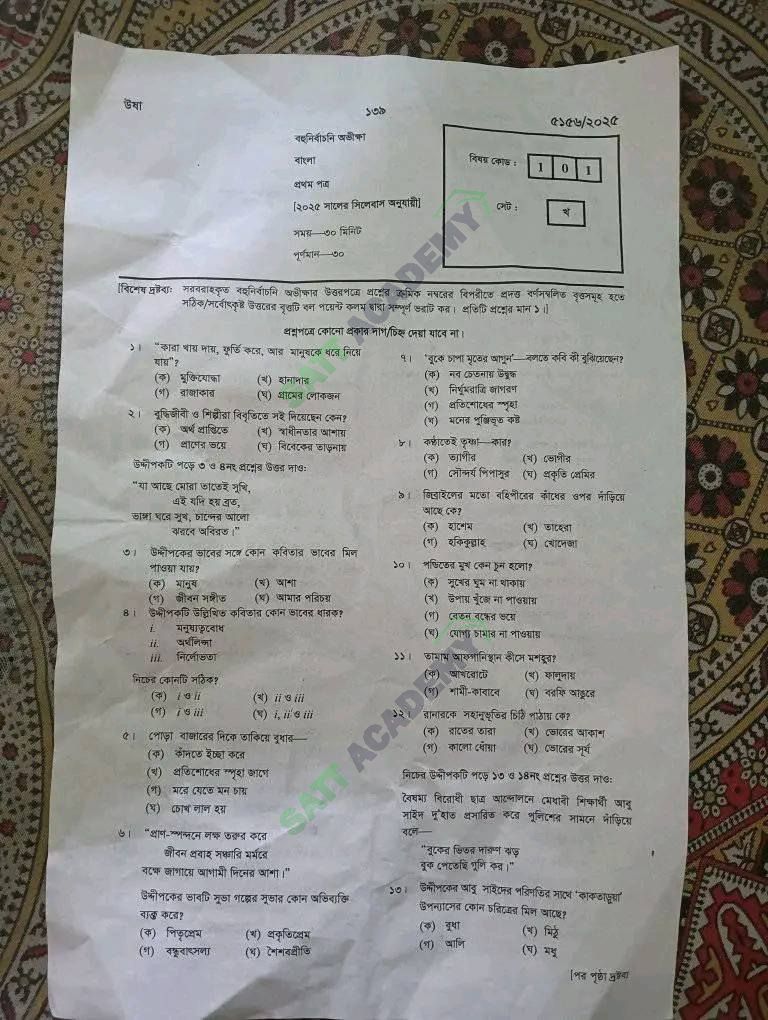 উষা
১৩৯
৫১৫৬/২০২৫
বহুনির্বাচনি অভীক্ষা
বাংলা
প্রথম পত্র
[২০২৫ সালের সিলেবাস অনুযায়ী]
সময়—৩০ মিনিট
পূর্ণমান—৩০
বিষয় কোড : 1 0 1
সেট : খ
[বিশেষ দ্রষ্টব্য: সরবরাহকৃত বহুনির্বাচনি অভীক্ষার উত্তরপত্রে প্রশ্নের ক্রমিক নম্বরের বিপরীতে প্রদত্ত বর্ণসম্বলিত বৃত্তসমূহ হতে
সঠিক/সর্বোৎকৃষ্ট উত্তরের বৃত্তটি বল পয়েন্ট কলম দ্বারা সম্পূর্ণ ভরাট কর। প্রতিটি প্রশ্নের মান ১।]
প্রশ্নপত্রে কোনো প্রকার দাগ/চিহ্ন দেয়া যাবে না।
১। “কারা খায় দায়, ফুর্তি করে, আর মানুষকে ধরে নিয়ে
যায়”?
(ক) মুক্তিযোদ্ধা (খ) হানাদার
(গ) রাজাকার (ঘ) গ্রামের লোকজন
২। বুদ্ধিজীবী ও শিল্পীরা বিবৃতিতে সই দিয়েছেন কেন?
(ক) অর্থ প্রাপ্তিতে (খ) স্বাধীনতার আশায়
(গ) প্রাণের ভয়ে (ঘ) বিবেকের তাড়নায়
উদ্দীপকটি পড়ে ৩ ও ৪নং প্রশ্নের উত্তর দাও:
“যা আছে মোরা তাতেই সুখি,
এই যদি হয় ব্রত,
ভাঙ্গা ঘরে সুখ, চান্দের আলো
ঝরবে অবিরত।”
৩। উদ্দীপকের ভাবের সঙ্গে কোন কবিতার ভাবের মিল
পাওয়া যায়?
(ক) মানুষ (খ) আশা
(গ) জীবন সঙ্গীত (ঘ) আমার পরিচয়
৪। উদ্দীপকটি উল্লিখিত কবিতার কোন ভাবের ধারক?
i. মনুষ্যত্ববোধ
ii. অর্থলিপ্সা
iii. নির্লোভতা
নিচের কোনটি সঠিক?
(ক) i ও ii (খ) ii ও iii
(গ) i ও iii (ঘ) i, ii ও iii
৫। পোড়া বাজারের দিকে তাকিয়ে বুধার—
(ক) কাঁদতে ইচ্ছা করে
(খ) প্রতিশোধের স্পৃহা জাগে
(গ) মরে যেতে মন চায়
(ঘ) চোখ লাল হয়
৬। “প্রাণ-স্পন্দনে লক্ষ তরুর করে
জীবন প্রবাহ সঞ্চারি মর্মরে
বক্ষে জাগায়ে আগামী দিনের আশা।”
উদ্দীপকের ভাবটি সুভা গল্পের সুভার কোন অভিব্যক্তি
ব্যক্ত করে?
(ক) পিতৃপ্রেম (খ) প্রকৃতিপ্রেম
(গ) বন্ধুবাৎসল্য (ঘ) শৈশবপ্রীতি
৭। ‘বুকে চাপা মৃতের আগুন’—বলতে কবি কী বুঝিয়েছেন?
(ক) নব চেতনায় উদ্বুদ্ধ
(খ) নির্ঘুমরাত্রি জাগরণ
(গ) প্রতিশোধের স্পৃহা
(ঘ) মনের পুঞ্জিভূত কষ্ট
৮। কণ্ঠাতেই তৃষ্ণা—কার?
(ক) ত্যাগীর (খ) ভোগীর
(গ) সৌন্দর্য পিপাসুর (ঘ) প্রকৃতি প্রেমির
৯। জিব্রাইলের মতো বহিপীরের কাঁধের ওপর দাঁড়িয়ে
আছে কে?
(ক) হাশেম (খ) তাহেরা
(গ) হকিকুল্লাহ (ঘ) খোদেজা
১০। পণ্ডিতের মুখ কেন চুন হলো?
(ক) সুখের ঘুম না থাকায়
(খ) উপায় খুঁজে না পাওয়ায়
(গ) বেতন বন্ধের ভয়ে
(ঘ) যোগ্য চামার না পাওয়ায়
১১। তামাম আফগানিস্থান কীসে মশহুর?
(ক) আখরোটে (খ) ফালুদায়
(গ) শামী-কাবাবে (ঘ) বরফি আঙুরে
১২। রানারকে সহানুভূতির চিঠি পাঠায় কে?
(ক) রাতের তারা (খ) ভোরের আকাশ
(গ) কালো ধোঁয়া (ঘ) ভোরের সূর্য
নিচের উদ্দীপকটি পড়ে ১৩ ও ১৪নং প্রশ্নের উত্তর দাও:
বৈষম্য বিরোধী ছাত্র আন্দোলনে মেধাবী শিক্ষার্থী আবু
সাইদ দু’হাত প্রসারিত করে পুলিশের সামনে দাঁড়িয়ে
বলে—
“বুকের ভিতর দারুণ ঝড়
বুক পেতেছি গুলি কর।”
১৩। উদ্দীপকের আবু সাইদের পরিণতির সাথে ‘কাকতাড়ুয়া’
উপন্যাসের কোন চরিত্রের মিল আছে?
(ক) বুধা (খ) মিঠু
(গ) আলি (ঘ) মধু
[পর পৃষ্ঠা দ্রষ্টব্য
SATT ACADEMY
SATT ACADEMY